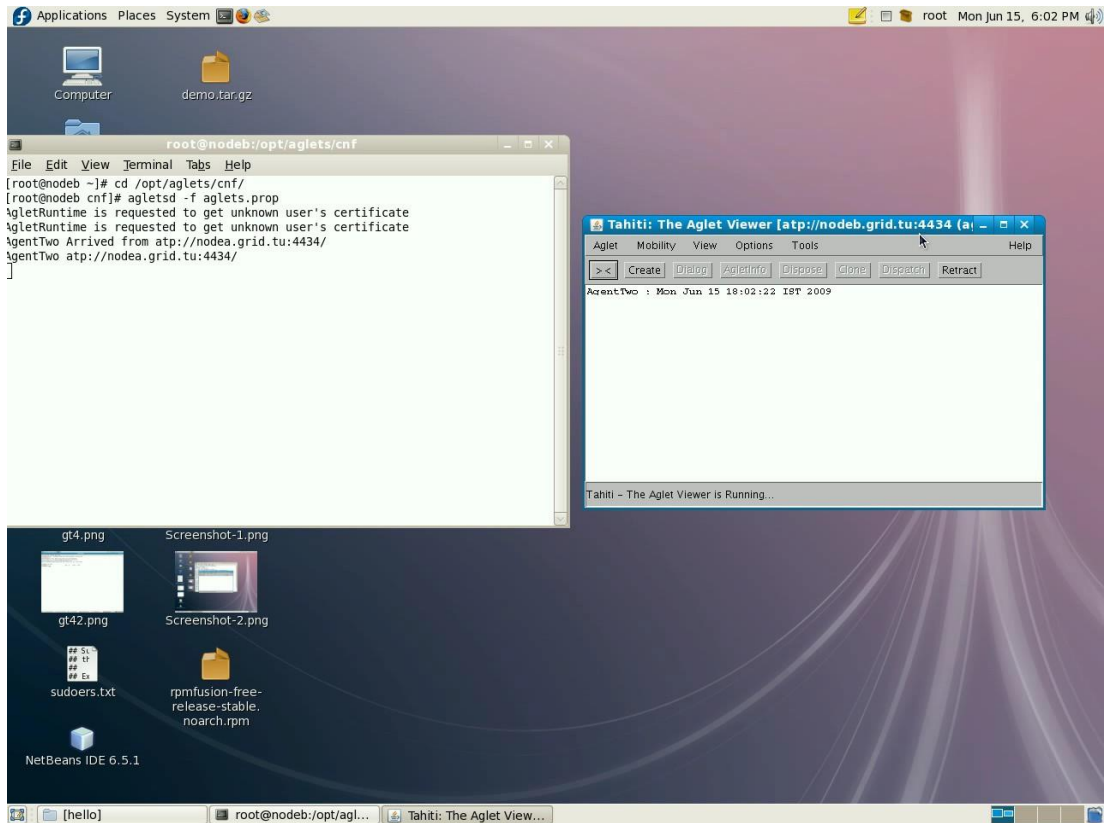 Applications Places System
root Mon Jun 15, 6:02 PM
Computer
demo.tar.gz
root@nodeb:/opt/aglets/cnf
File Edit View Terminal Tabs Help
[root@nodeb ~]# cd /opt/aglets/cnf/
[root@nodeb cnf]# agletsd -f aglets.prop
AgletRuntime is requested to get unknown user's certificate
AgletRuntime is requested to get unknown user's certificate
AgentTwo Arrived from atp://nodea.grid.tu:4434/
AgentTwo atp://nodea.grid.tu:4434/
Tahiti: The Aglet Viewer [atp://nodeb.grid.tu:4434 (a
Aglet Mobility View Options Tools Help
>< Create Dialog AgletInfo Dispose Clone Dispatch Retract
AgentTwo : Mon Jun 15 18:02:22 IST 2009
Tahiti – The Aglet Viewer is Running...
gt4.png
Screenshot-1.png
gt42.png
Screenshot-2.png
## th
##
## Ex
sudoers.txt
rpmfusion-free-
release-stable.
noarch.rpm
NetBeans IDE 6.5.1
[hello]
root@nodeb:/opt/agl...
Tahiti: The Aglet View...